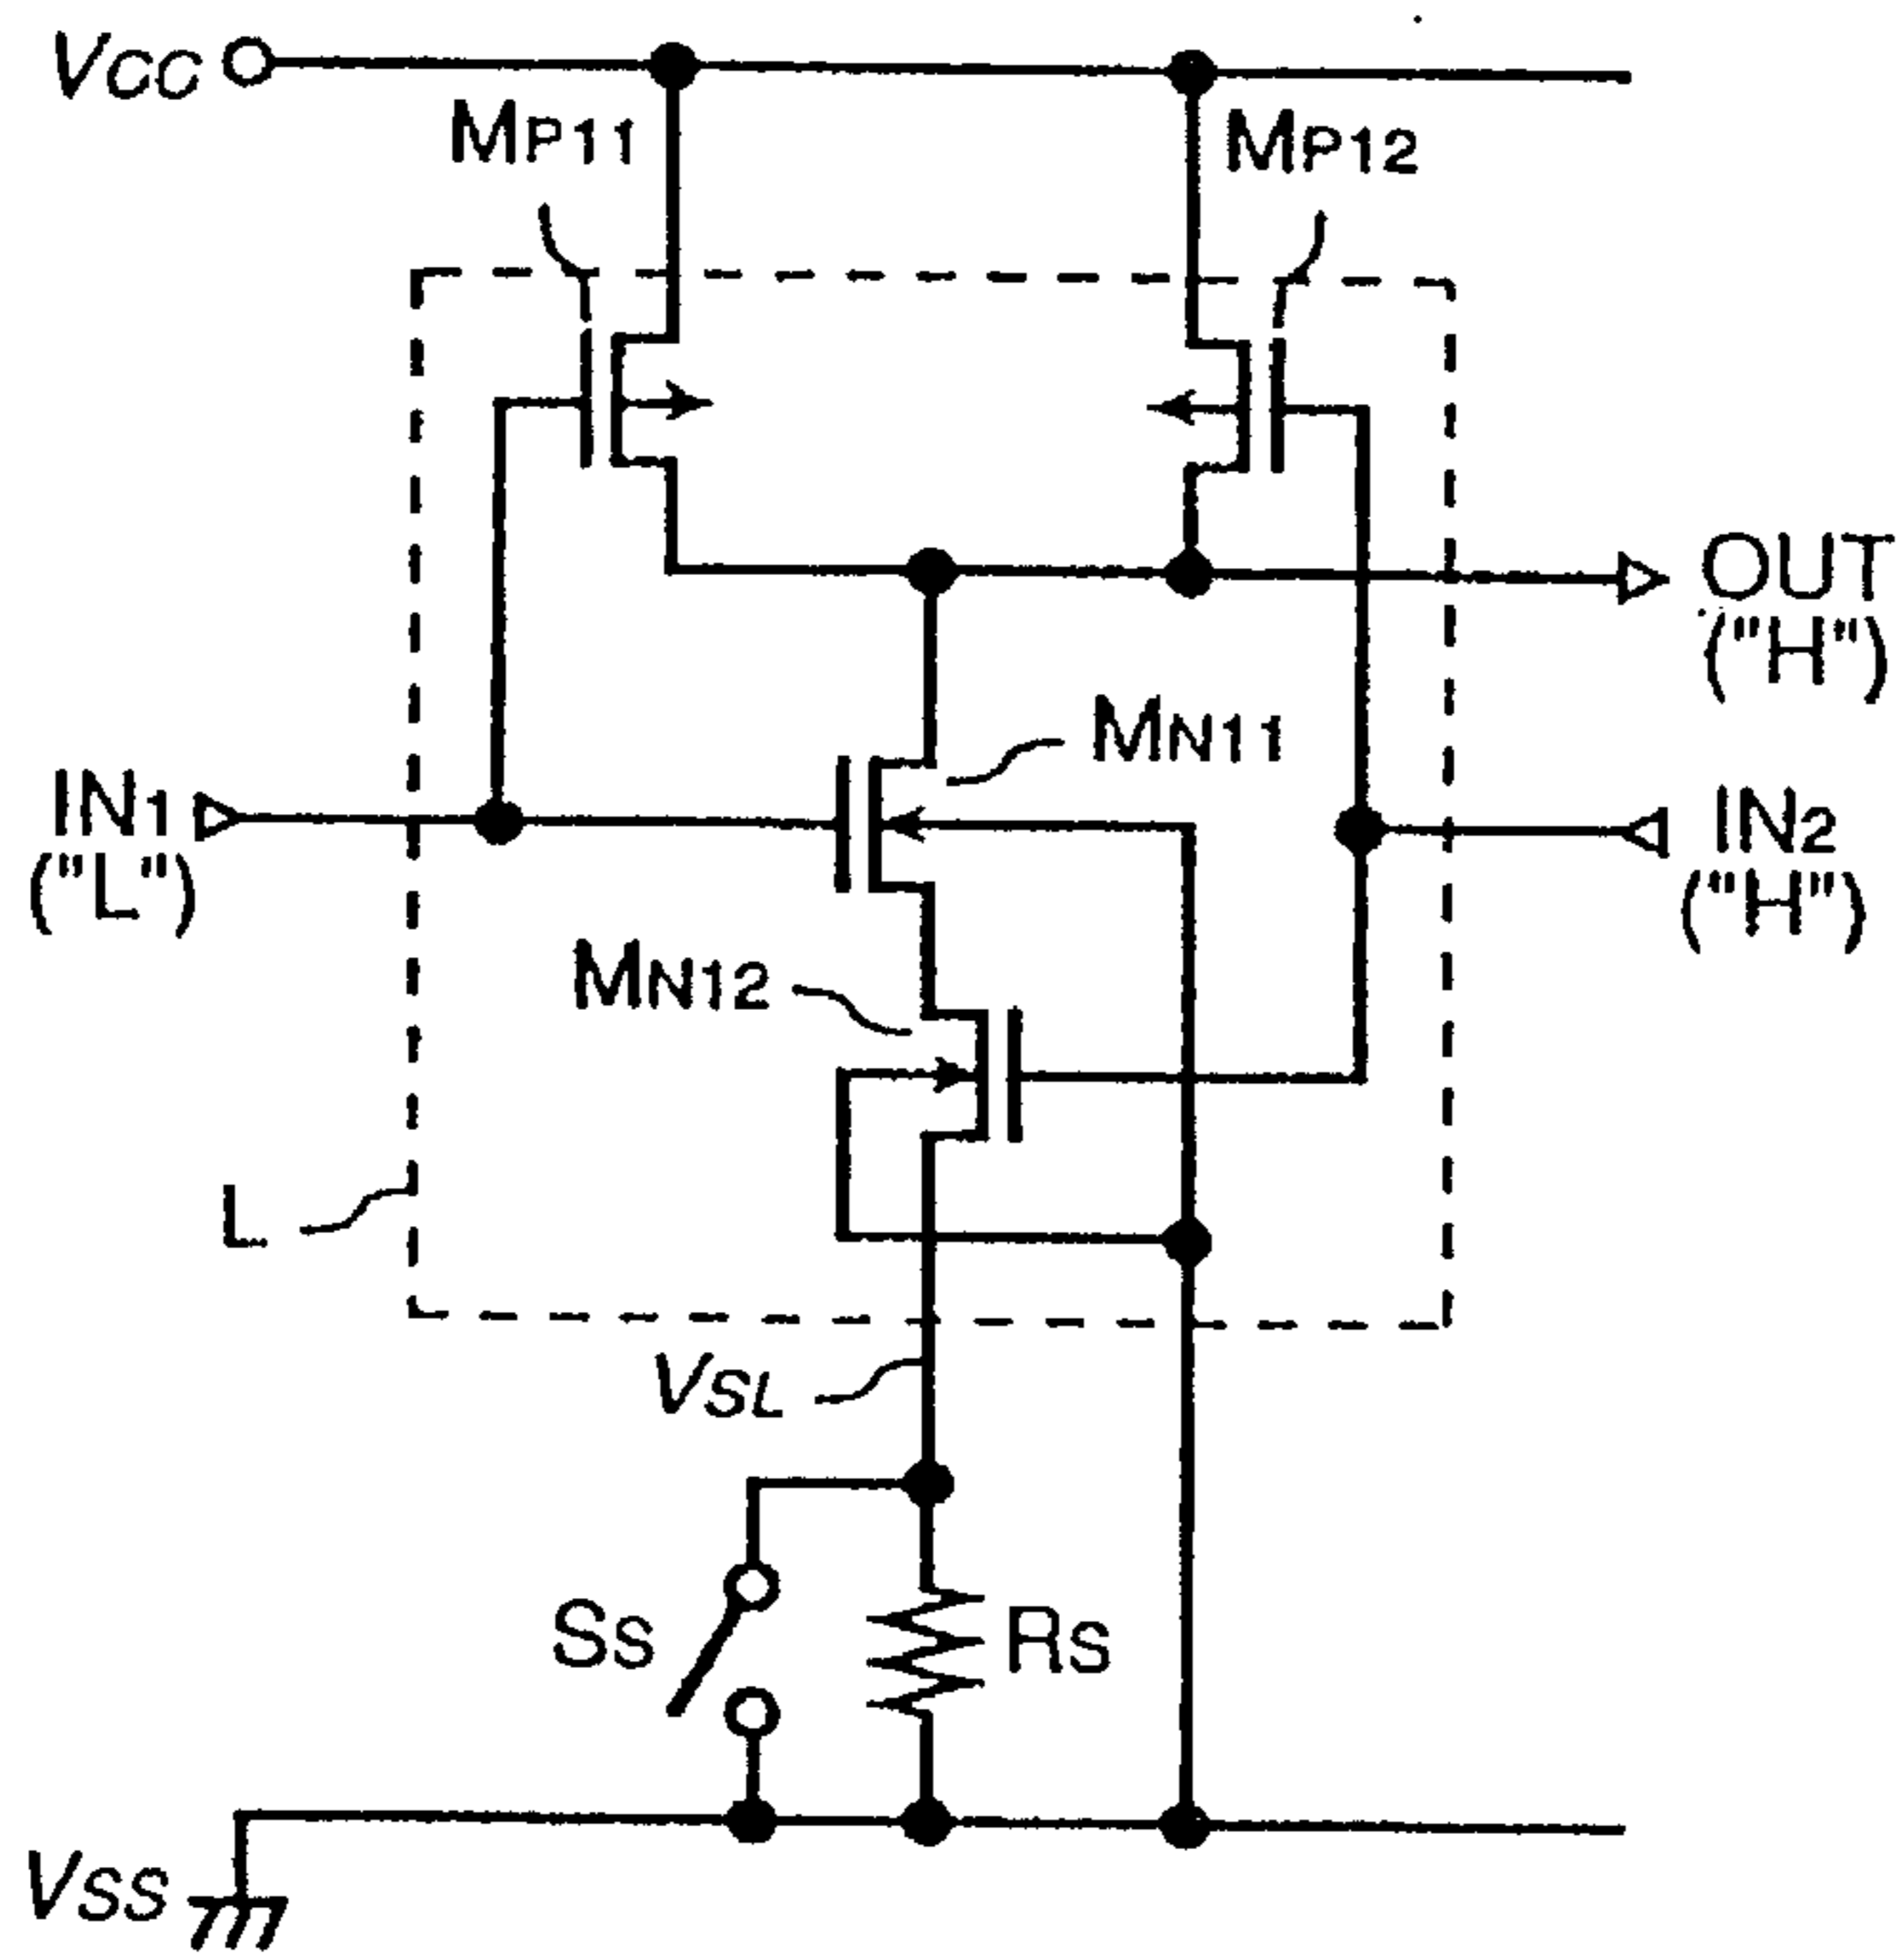 VCC
MP11
MP12
OUT
("H")
MN11
IN1
("L")
IN2
("H")
MN12
L
VSL
SS
RS
VSS